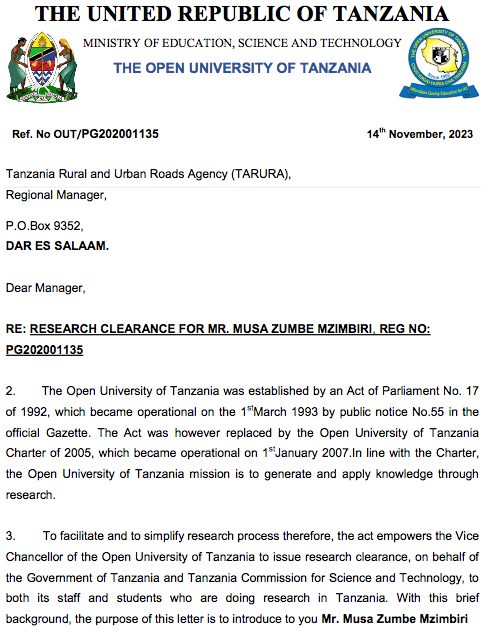 THE UNITED REPUBLIC OF TANZANIA
MINISTRY OF EDUCATION, SCIENCE AND TECHNOLOGY
THE OPEN UNIVERSITY OF TANZANIA
Ref. No OUT/PG202001135
14th November, 2023
Tanzania Rural and Urban Roads Agency (TARURA),
Regional Manager,
P.O.Box 9352,
DAR ES SALAAM.
Dear Manager,
RE: RESEARCH CLEARANCE FOR MR. MUSA ZUMBE MZIMBIRI, REG NO:
PG202001135
2. The Open University of Tanzania was established by an Act of Parliament No. 17
of 1992, which became operational on the 1stMarch 1993 by public notice No.55 in the
official Gazette. The Act was however replaced by the Open University of Tanzania
Charter of 2005, which became operational on 1stJanuary 2007.In line with the Charter,
the Open University of Tanzania mission is to generate and apply knowledge through
research.
3. To facilitate and to simplify research process therefore, the act empowers the Vice
Chancellor of the Open University of Tanzania to issue research clearance, on behalf of
the Government of Tanzania and Tanzania Commission for Science and Technology, to
both its staff and students who are doing research in Tanzania. With this brief
background, the purpose of this letter is to introduce to you Mr. Musa Zumbe Mzimbiri